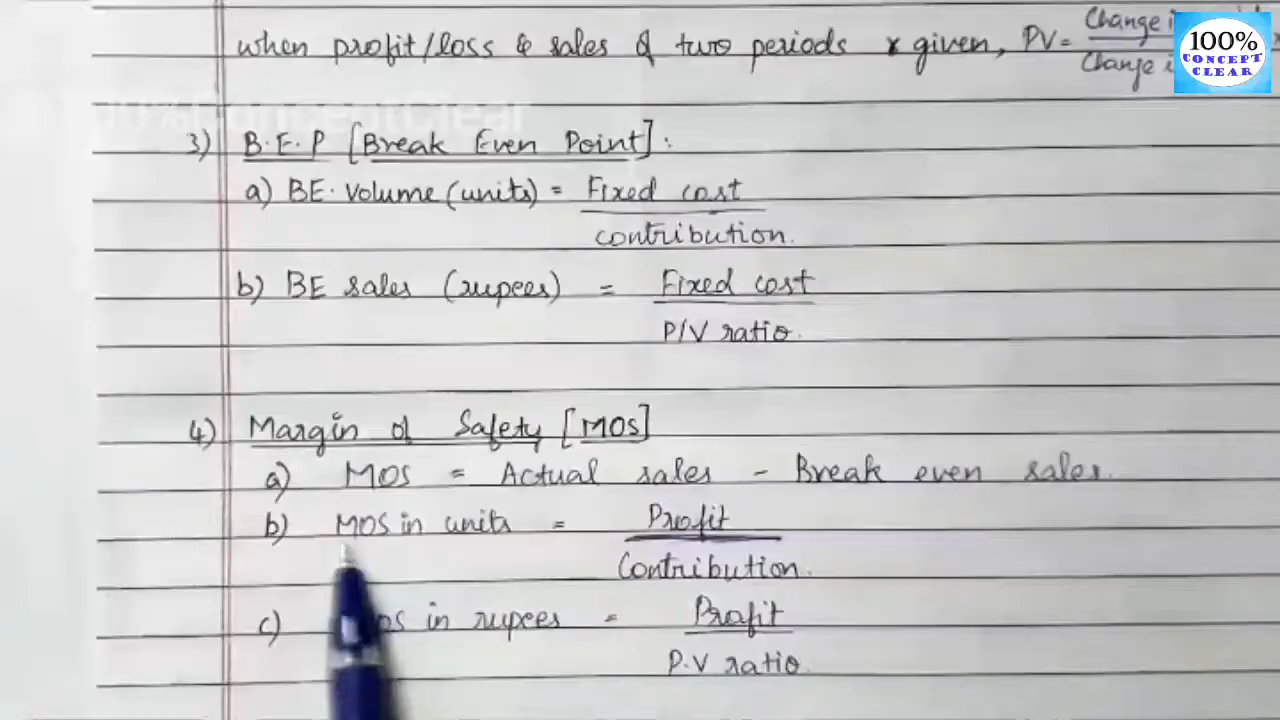 Change i
when profit/loss & sales of two periods r given, PV=
Change i
100%
CONCEPT
CLEAR
100%ConceptClear
3) B.E.P [Break Even Point]:
a) BE. Volume (units) = Fixed cost
contribution.
b) BE sales (rupees) = Fixed cost
P/V ratio.
4) Margin of Safety [MOS]
a) MOS = Actual sales - Break even sales.
b) MOS in units = Profit
Contribution.
c) in rupees = Profit
P.V ratio.